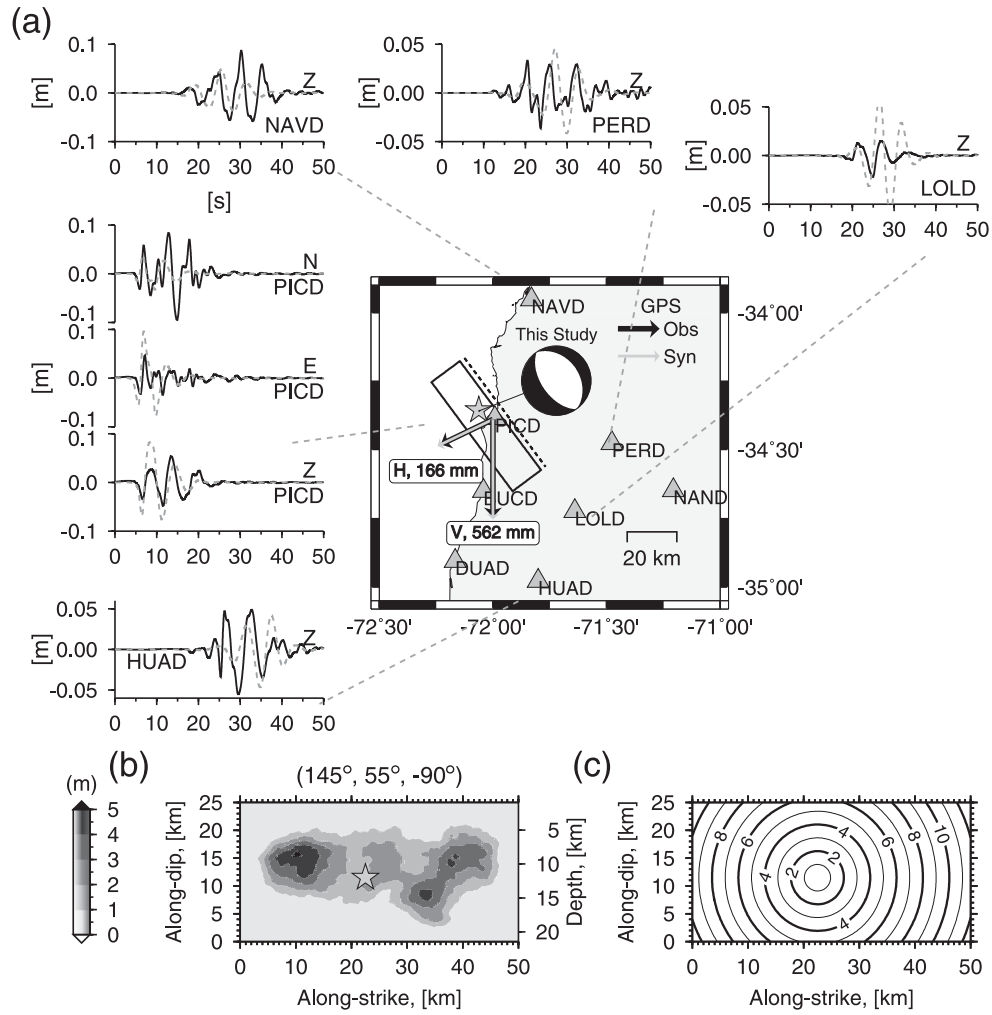 (a)
0.1
0.0
-0.1
[m]
Z
NAVD
0 10 20 30 40 50
[s]
0.05
0.00
-0.05
[m]
Z
PERD
0 10 20 30 40 50
0.05
0.00
-0.05
[m]
Z
LOLD
0 10 20 30 40 50
0.1
0.0
-0.1
N
PICD
0.1
0.0
-0.1
[m]
E
PICD
0.1
0.0
-0.1
Z
PICD
0 10 20 30 40 50
0.05
0.00
-0.05
[m]
Z
HUAD
0 10 20 30 40 50
NAVD
GPS
This Study
Obs
Syn
PICD
PERD
H, 166 mm
EUCD
NAND
LOLD
V, 562 mm
20 km
DUAD
HUAD
-34°00'
-34°30'
-35°00'
-72°30' -72°00' -71°30' -71°00'
(m)
5
4
3
2
1
0
(b)
(145°, 55°, -90°)
25
20
15
10
5
0
Along-dip, [km]
5
10
15
20
Depth, [km]
0 10 20 30 40 50
Along-strike, [km]
(c)
25
20
15
10
5
0
Along-dip, [km]
8 6 4 2 2 4 4 4 6 8 10
0 10 20 30 40 50
Along-strike, [km]